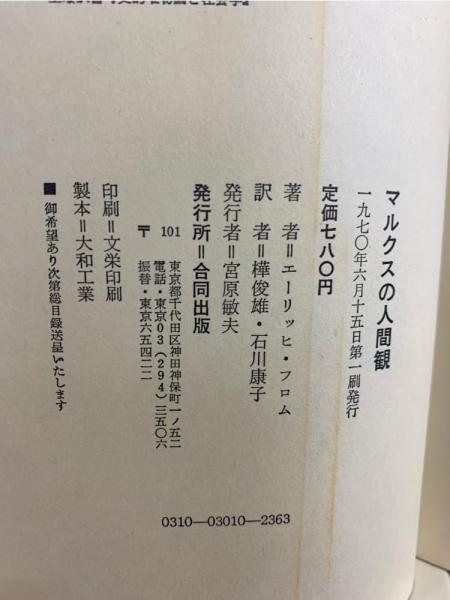 マルクスの人間観
一九七〇年六月十五日第一刷発行
定価七八〇円
著　者＝エーリッヒ・フロム
訳　者＝樺俊雄・石川康子
発行者＝宮原敏夫
発行所＝合同出版
〒101 東京都千代田区神田神保町一ノ五二
電話・東京03（294）三五〇六
振替・東京六五四二二
印刷＝文栄印刷
製本＝大和工業
■御希望あり次第総目録送呈いたします
0310—03010—2363